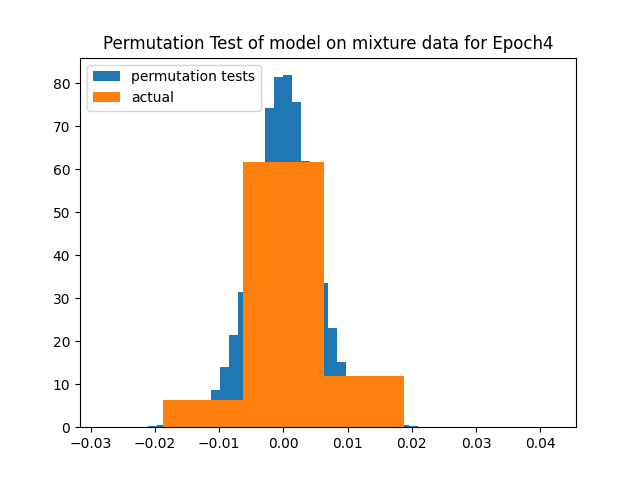 Permutation Test of model on mixture data for Epoch4
permutation tests
actual
80
70
60
50
40
30
20
10
0
−0.03 −0.02 −0.01 0.00 0.01 0.02 0.03 0.04